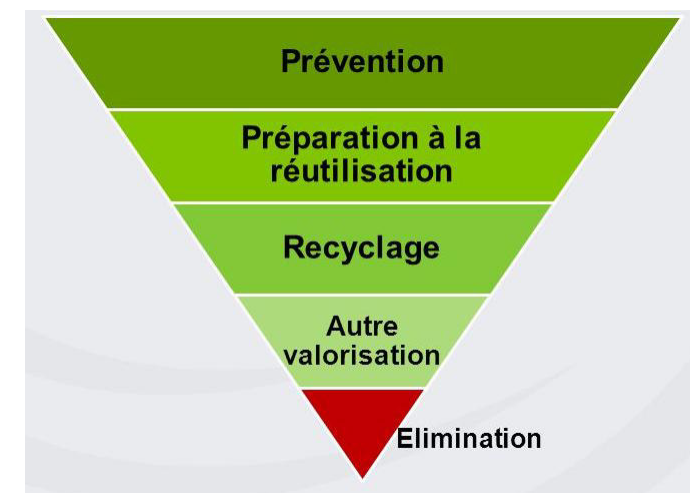 Prévention
Préparation à la
réutilisation
Recyclage
Autre
valorisation
Elimination